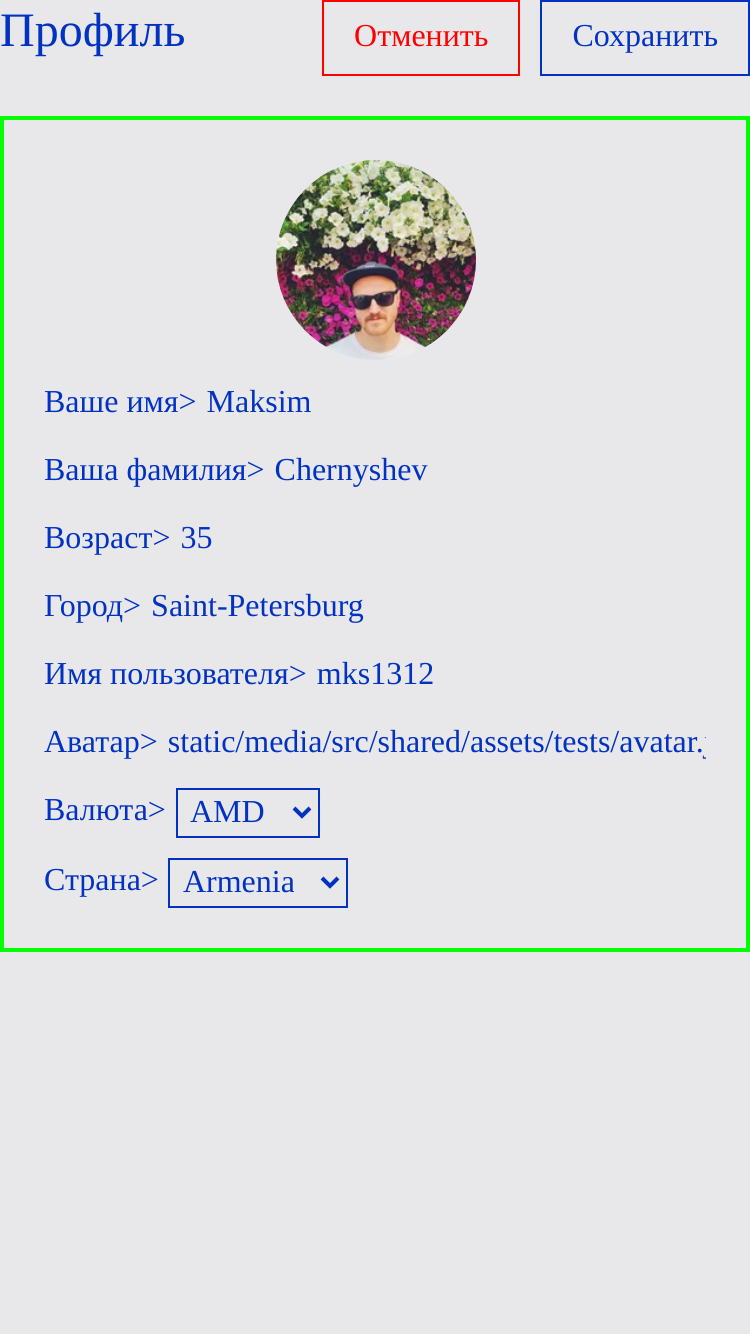 Профиль
Отменить
Сохранить
Ваше имя> Maksim
Ваша фамилия> Chernyshev
Возраст> 35
Город> Saint-Petersburg
Имя пользователя> mks1312
Аватар> static/media/src/shared/assets/tests/avatar.
Валюта> AMD
Страна> Armenia